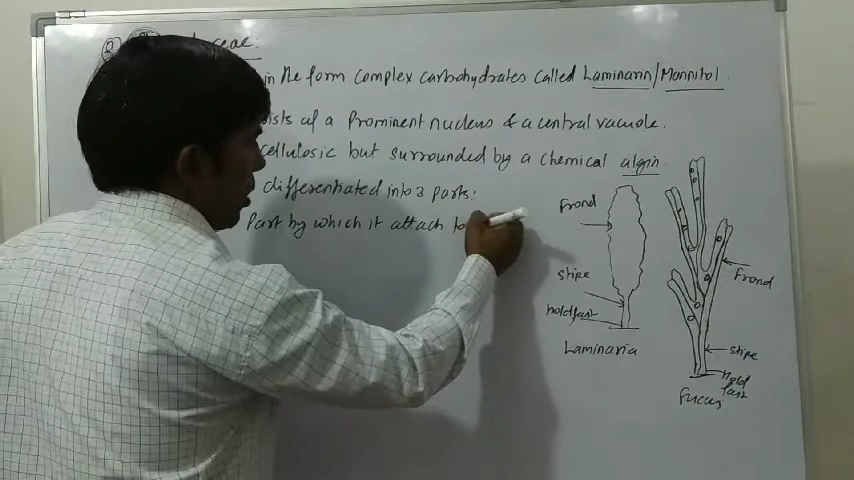 in the form complex carbohydrates called Laminarin/Mannitol.
ists of a Prominent nucleus & a central vacuole.
cellulosic but surrounded by a chemical algin.
differentiated into 3 parts:
Part by which it attach to
Frond
stipe
holdfast
Laminaria
Frond
stipe
Hold
fast
Fucus